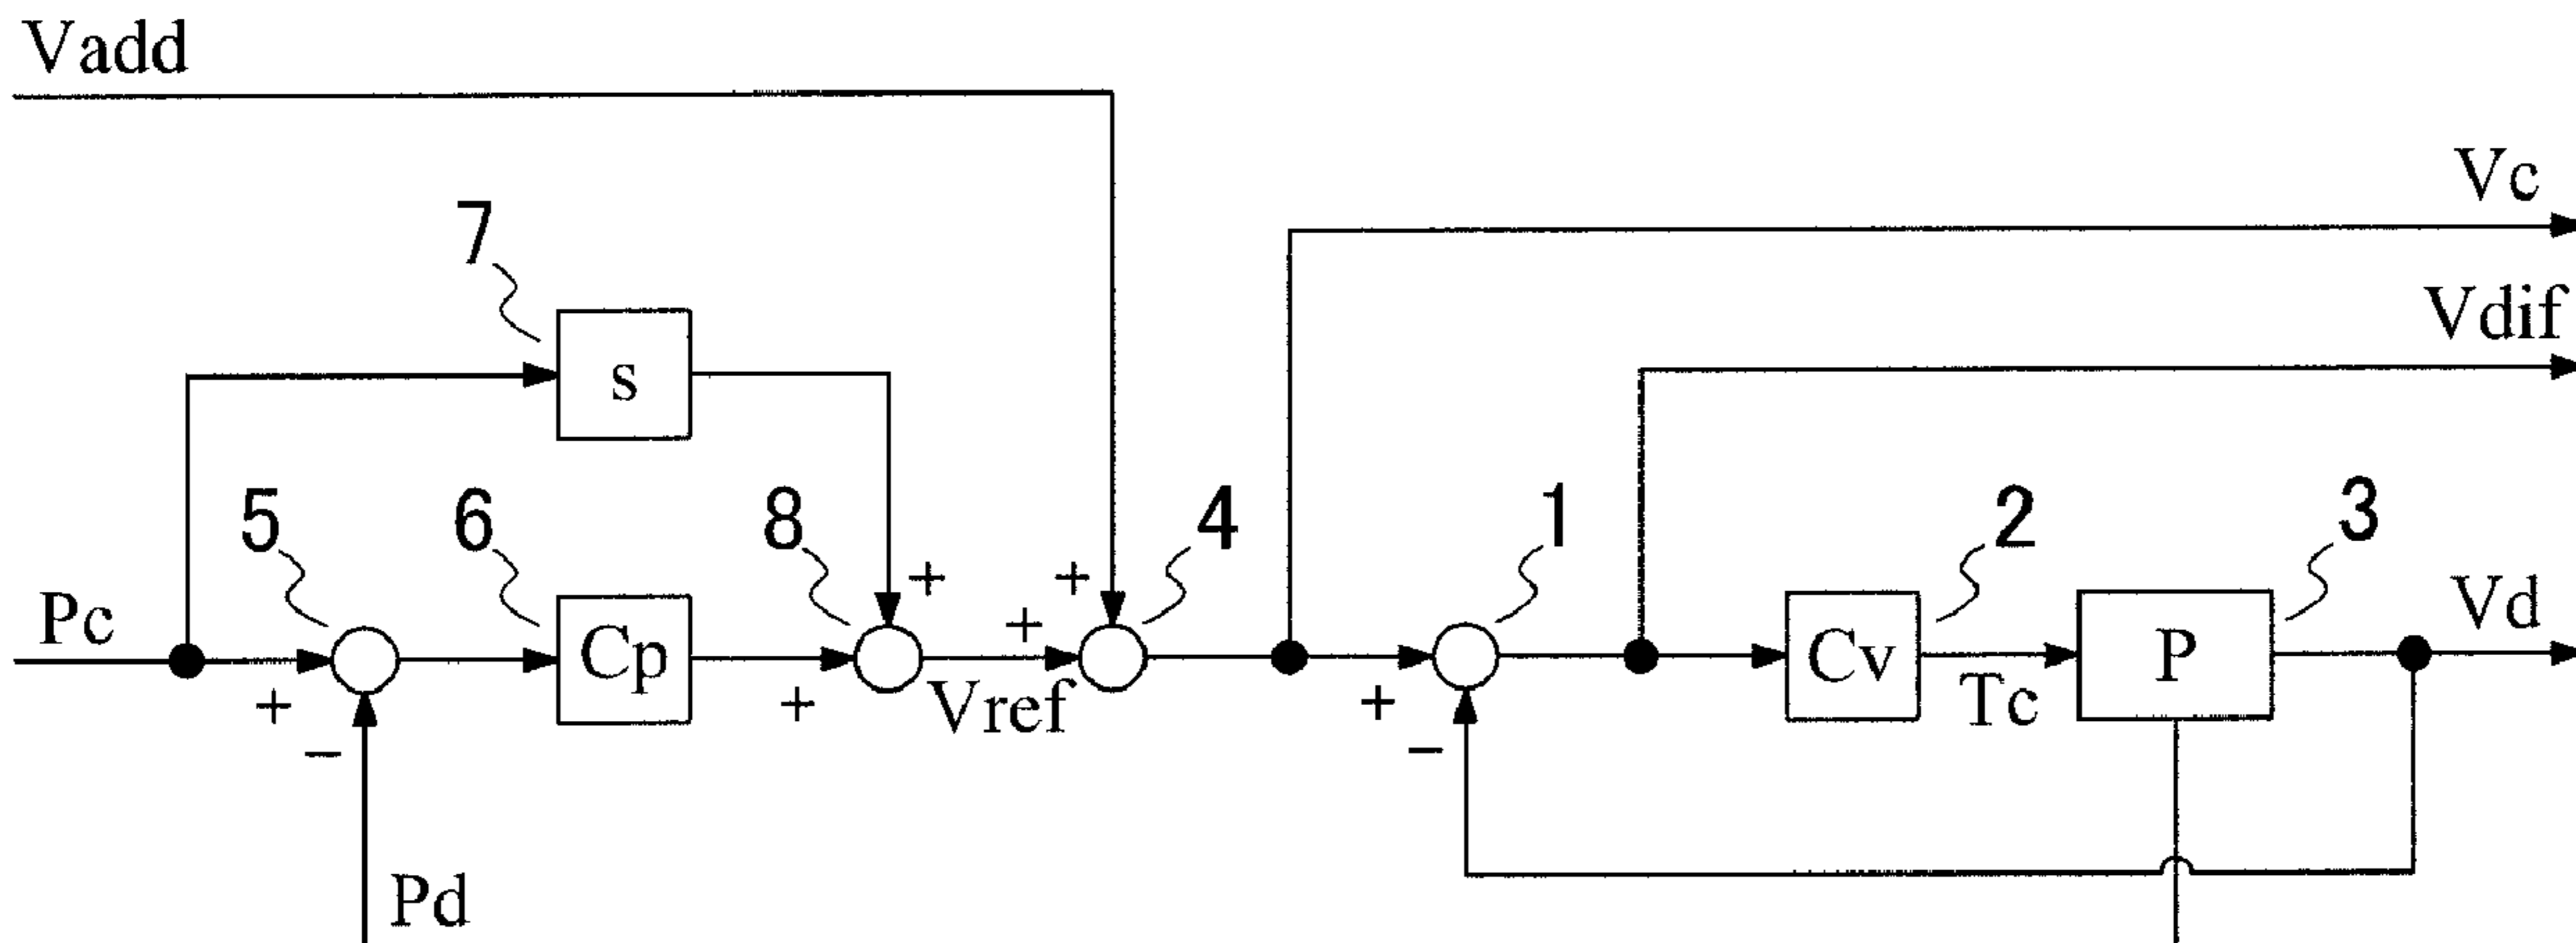 Vadd
Vc
7
Vdif
s
+ +
5 6 8 4 1 2 3
Pc
+
Vd
Cp
Cv
P
+ − + Vref + − Tc
Pd